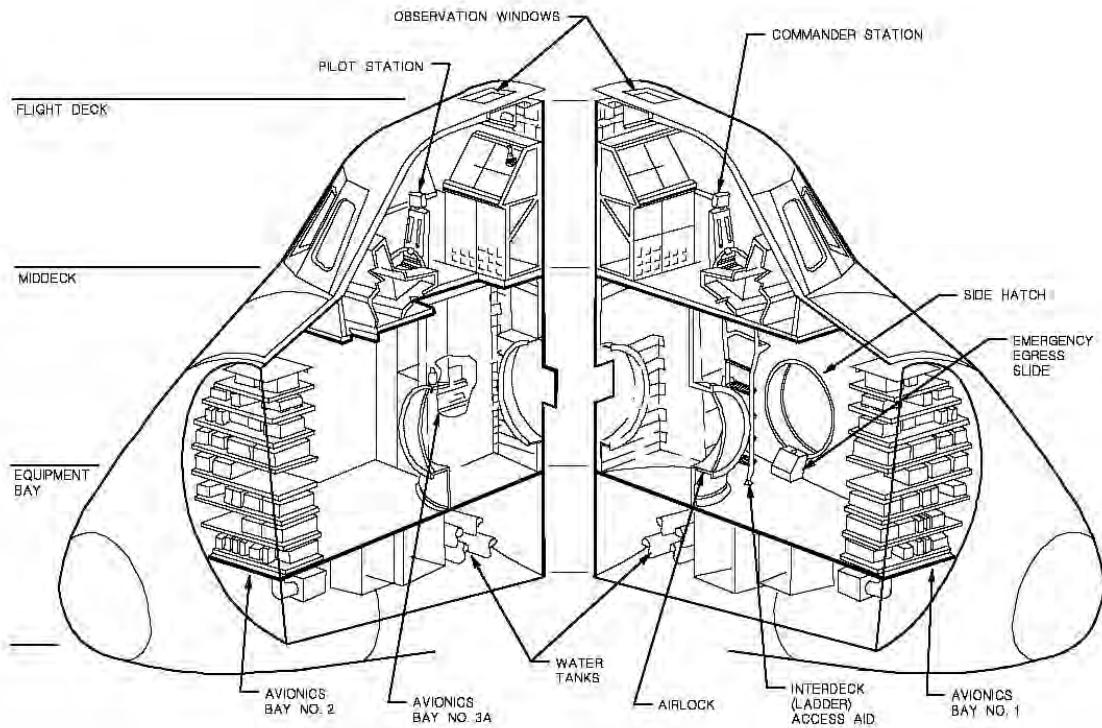 OBSERVATION WINDOWS
COMMANDER STATION
PILOT STATION
FLIGHT DECK
MIDDECK
SIDE HATCH
EMERGENCY
EGRESS
SLIDE
EQUIPMENT
BAY
WATER
TANKS
AVIONICS
BAY NO. 2
AVIONICS
BAY NO. 3A
AIRLOCK
INTERDECK
(LADDER)
ACCESS AID
AVIONICS
BAY NO. 1